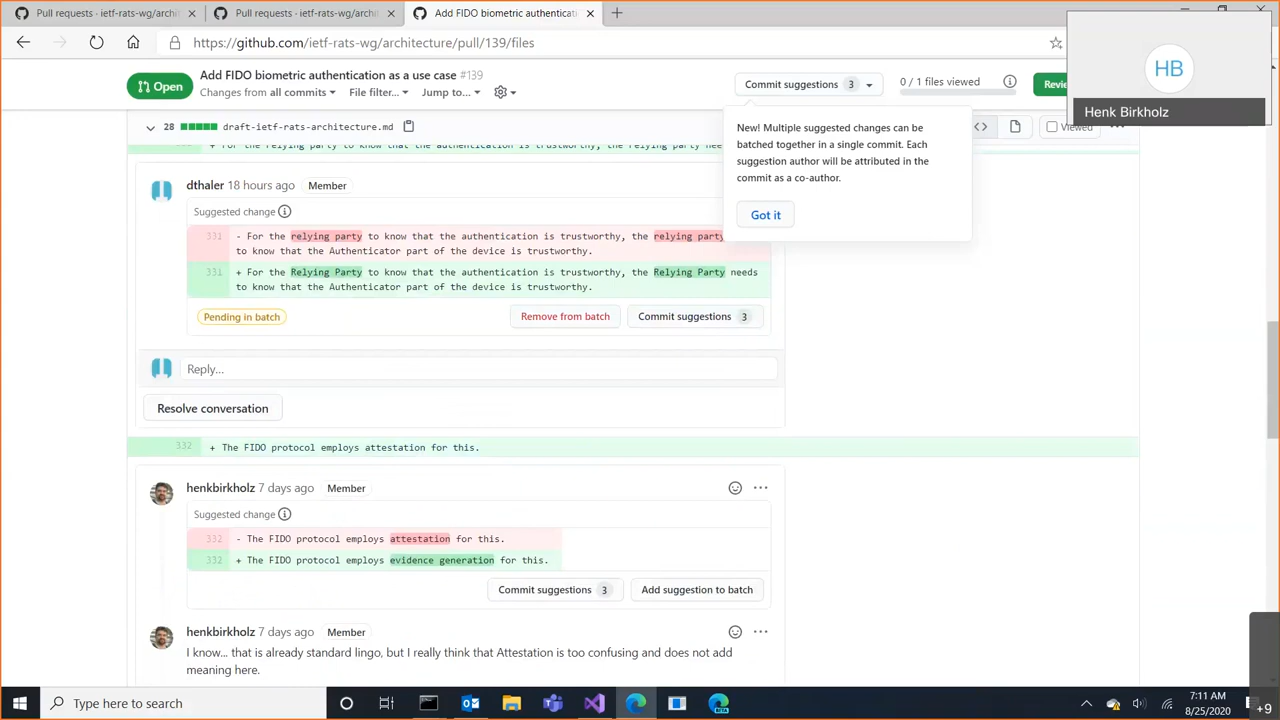 Pull requests · ietf-rats-wg/architecture
Pull requests · ietf-rats-wg/architecture
Add FIDO biometric authentication
https://github.com/ietf-rats-wg/architecture/pull/139/files
HB
Henk Birkholz
Open
Add FIDO biometric authentication as a use case #139
Changes from all commits
File filter...
Jump to...
Commit suggestions 3
0 / 1 files viewed
28
draft-ietf-rats-architecture.md
Viewed
New! Multiple suggested changes can be
batched together in a single commit. Each
suggestion author will be attributed in the
commit as a co-author.
Got it
dthaler 18 hours ago Member
Suggested change
331 - For the relying party to know that the authentication is trustworthy, the relying party
to know that the Authenticator part of the device is trustworthy.
331 + For the Relying Party to know that the authentication is trustworthy, the Relying Party needs
to know that the Authenticator part of the device is trustworthy.
Pending in batch
Remove from batch
Commit suggestions 3
Reply...
Resolve conversation
332 + The FIDO protocol employs attestation for this.
henkbirkholz 7 days ago Member
Suggested change
332 - The FIDO protocol employs attestation for this.
332 + The FIDO protocol employs evidence generation for this.
Commit suggestions 3
Add suggestion to batch
henkbirkholz 7 days ago Member
I know... that is already standard lingo, but I really think that Attestation is too confusing and does not add
meaning here.
Type here to search
7:11 AM
8/25/2020
+9